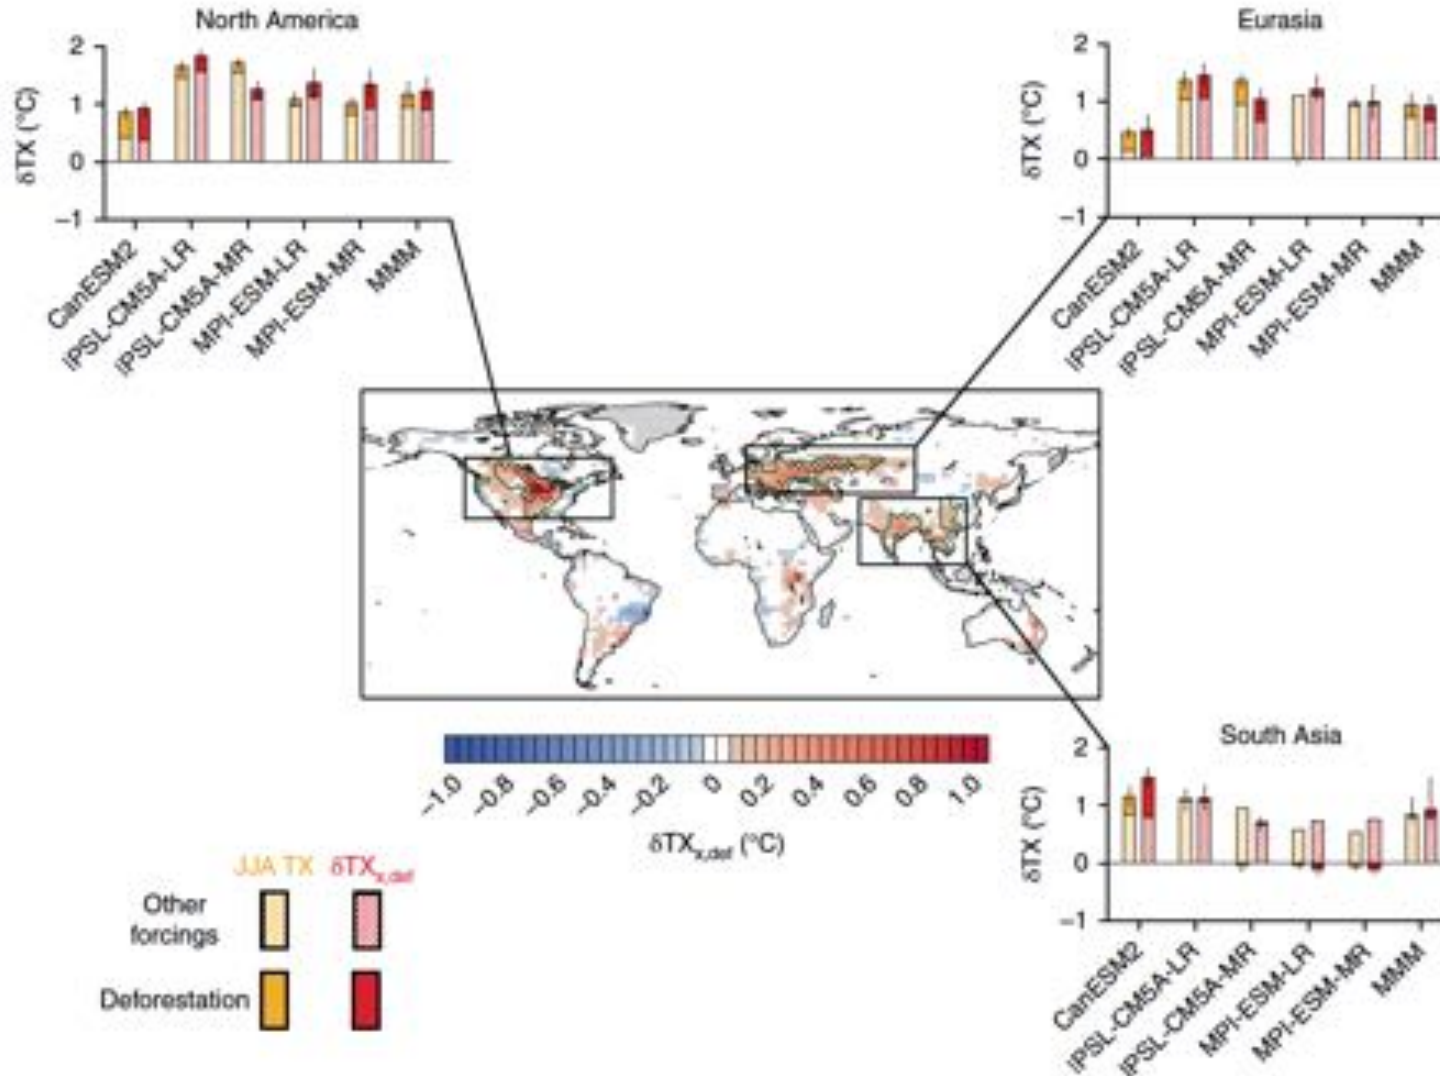 North America
δTX (°C)
2
1
0
−1
CanESM2
IPSL-CM5A-LR
IPSL-CM5A-MR
MPI-ESM-LR
MPI-ESM-MR
MMM
Eurasia
δTX (°C)
2
1
0
−1
CanESM2
IPSL-CM5A-LR
IPSL-CM5A-MR
MPI-ESM-LR
MPI-ESM-MR
MMM
−1.0 −0.8 −0.6 −0.4 −0.2 0 0.2 0.4 0.6 0.8 1.0
δTXx,def (°C)
South Asia
δTX (°C)
2
1
0
−1
CanESM2
IPSL-CM5A-LR
IPSL-CM5A-MR
MPI-ESM-LR
MPI-ESM-MR
MMM
JJA TX δTXx,def
Other
forcings
Deforestation